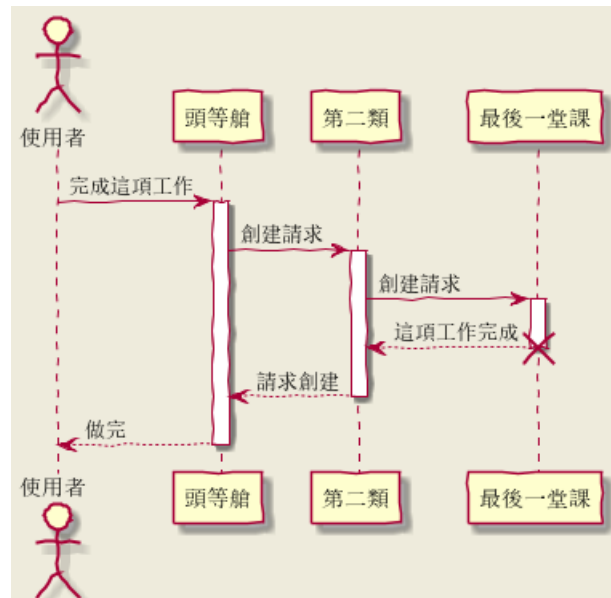 使用者
頭等艙
第二類
最後一堂課
完成這項工作
創建請求
創建請求
這項工作完成
請求創建
做完
使用者
頭等艙
第二類
最後一堂課